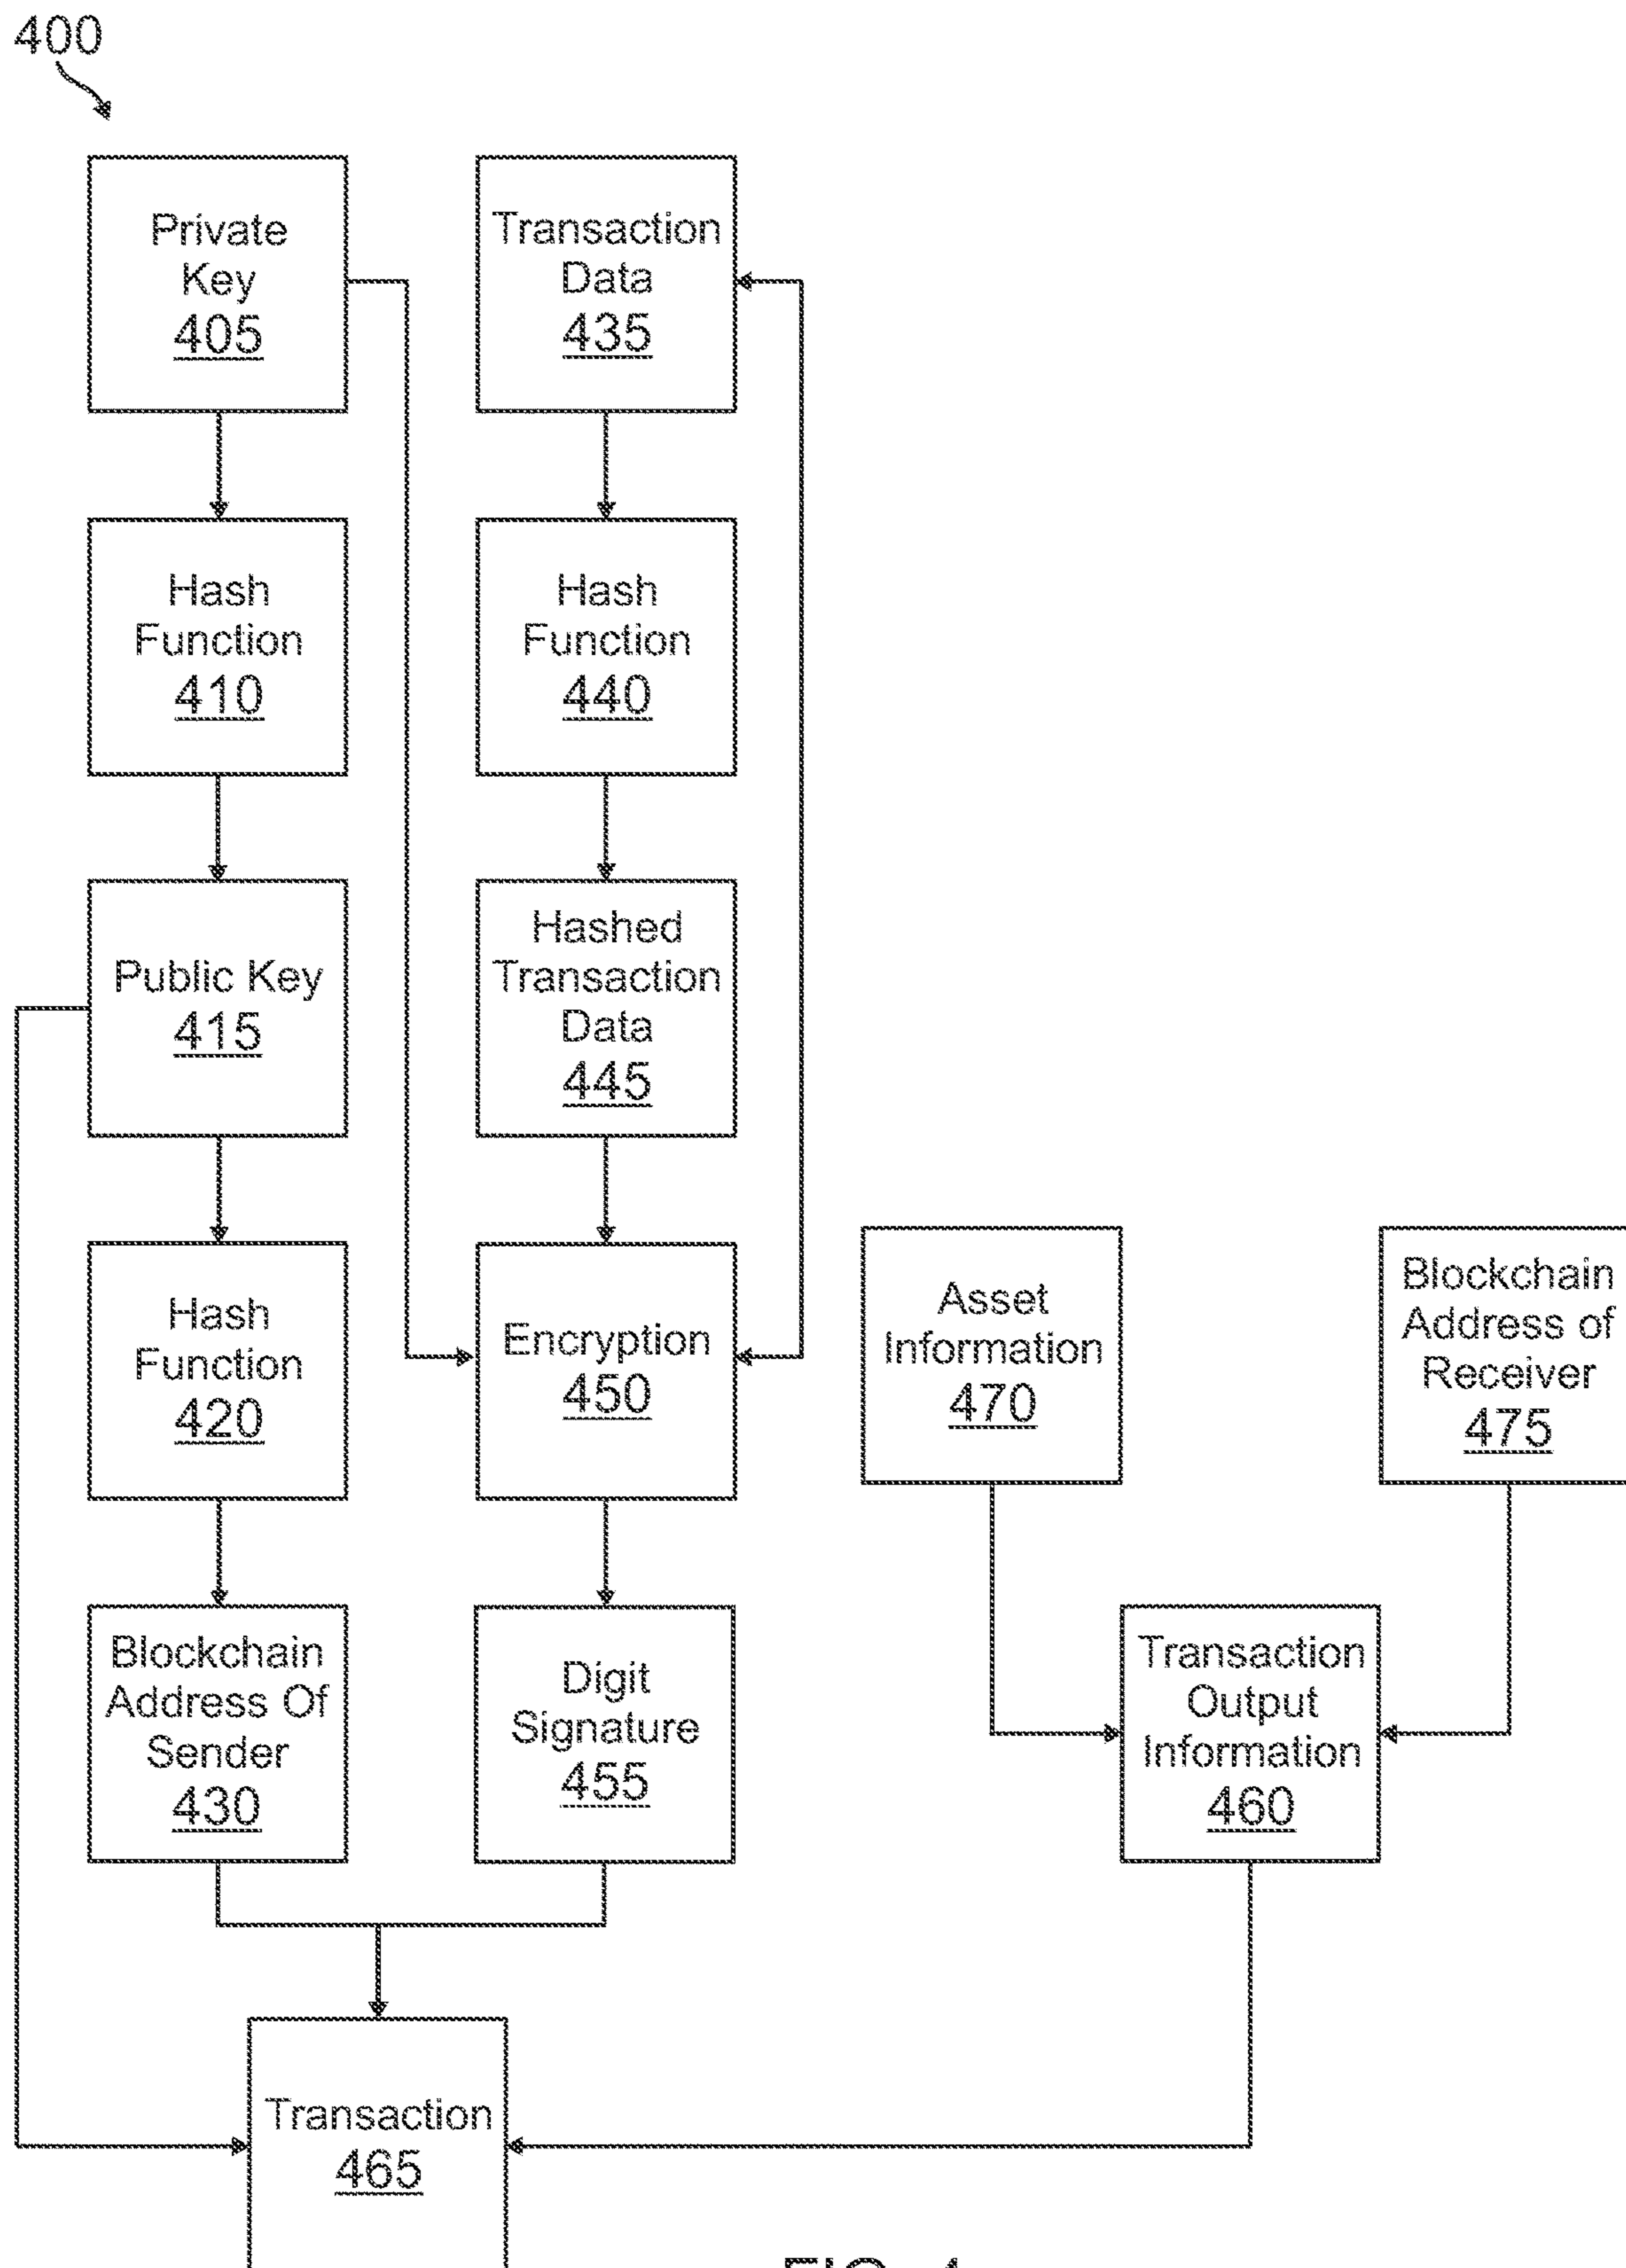 400
Private
Key
405
Transaction
Data
435
Hash
Function
410
Hash
Function
440
Public Key
415
Hashed
Transaction
Data
445
Hash
Function
420
Encryption
450
Asset
Information
470
Blockchain
Address of
Receiver
475
Blockchain
Address Of
Sender
430
Digit
Signature
455
Transaction
Output
Information
460
Transaction
465